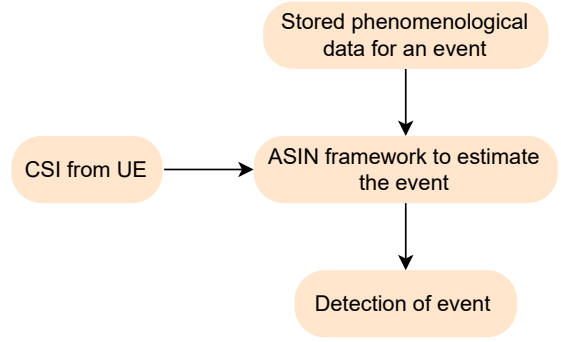 Stored phenomenological
data for an event
CSI from UE
ASIN framework to estimate
the event
Detection of event